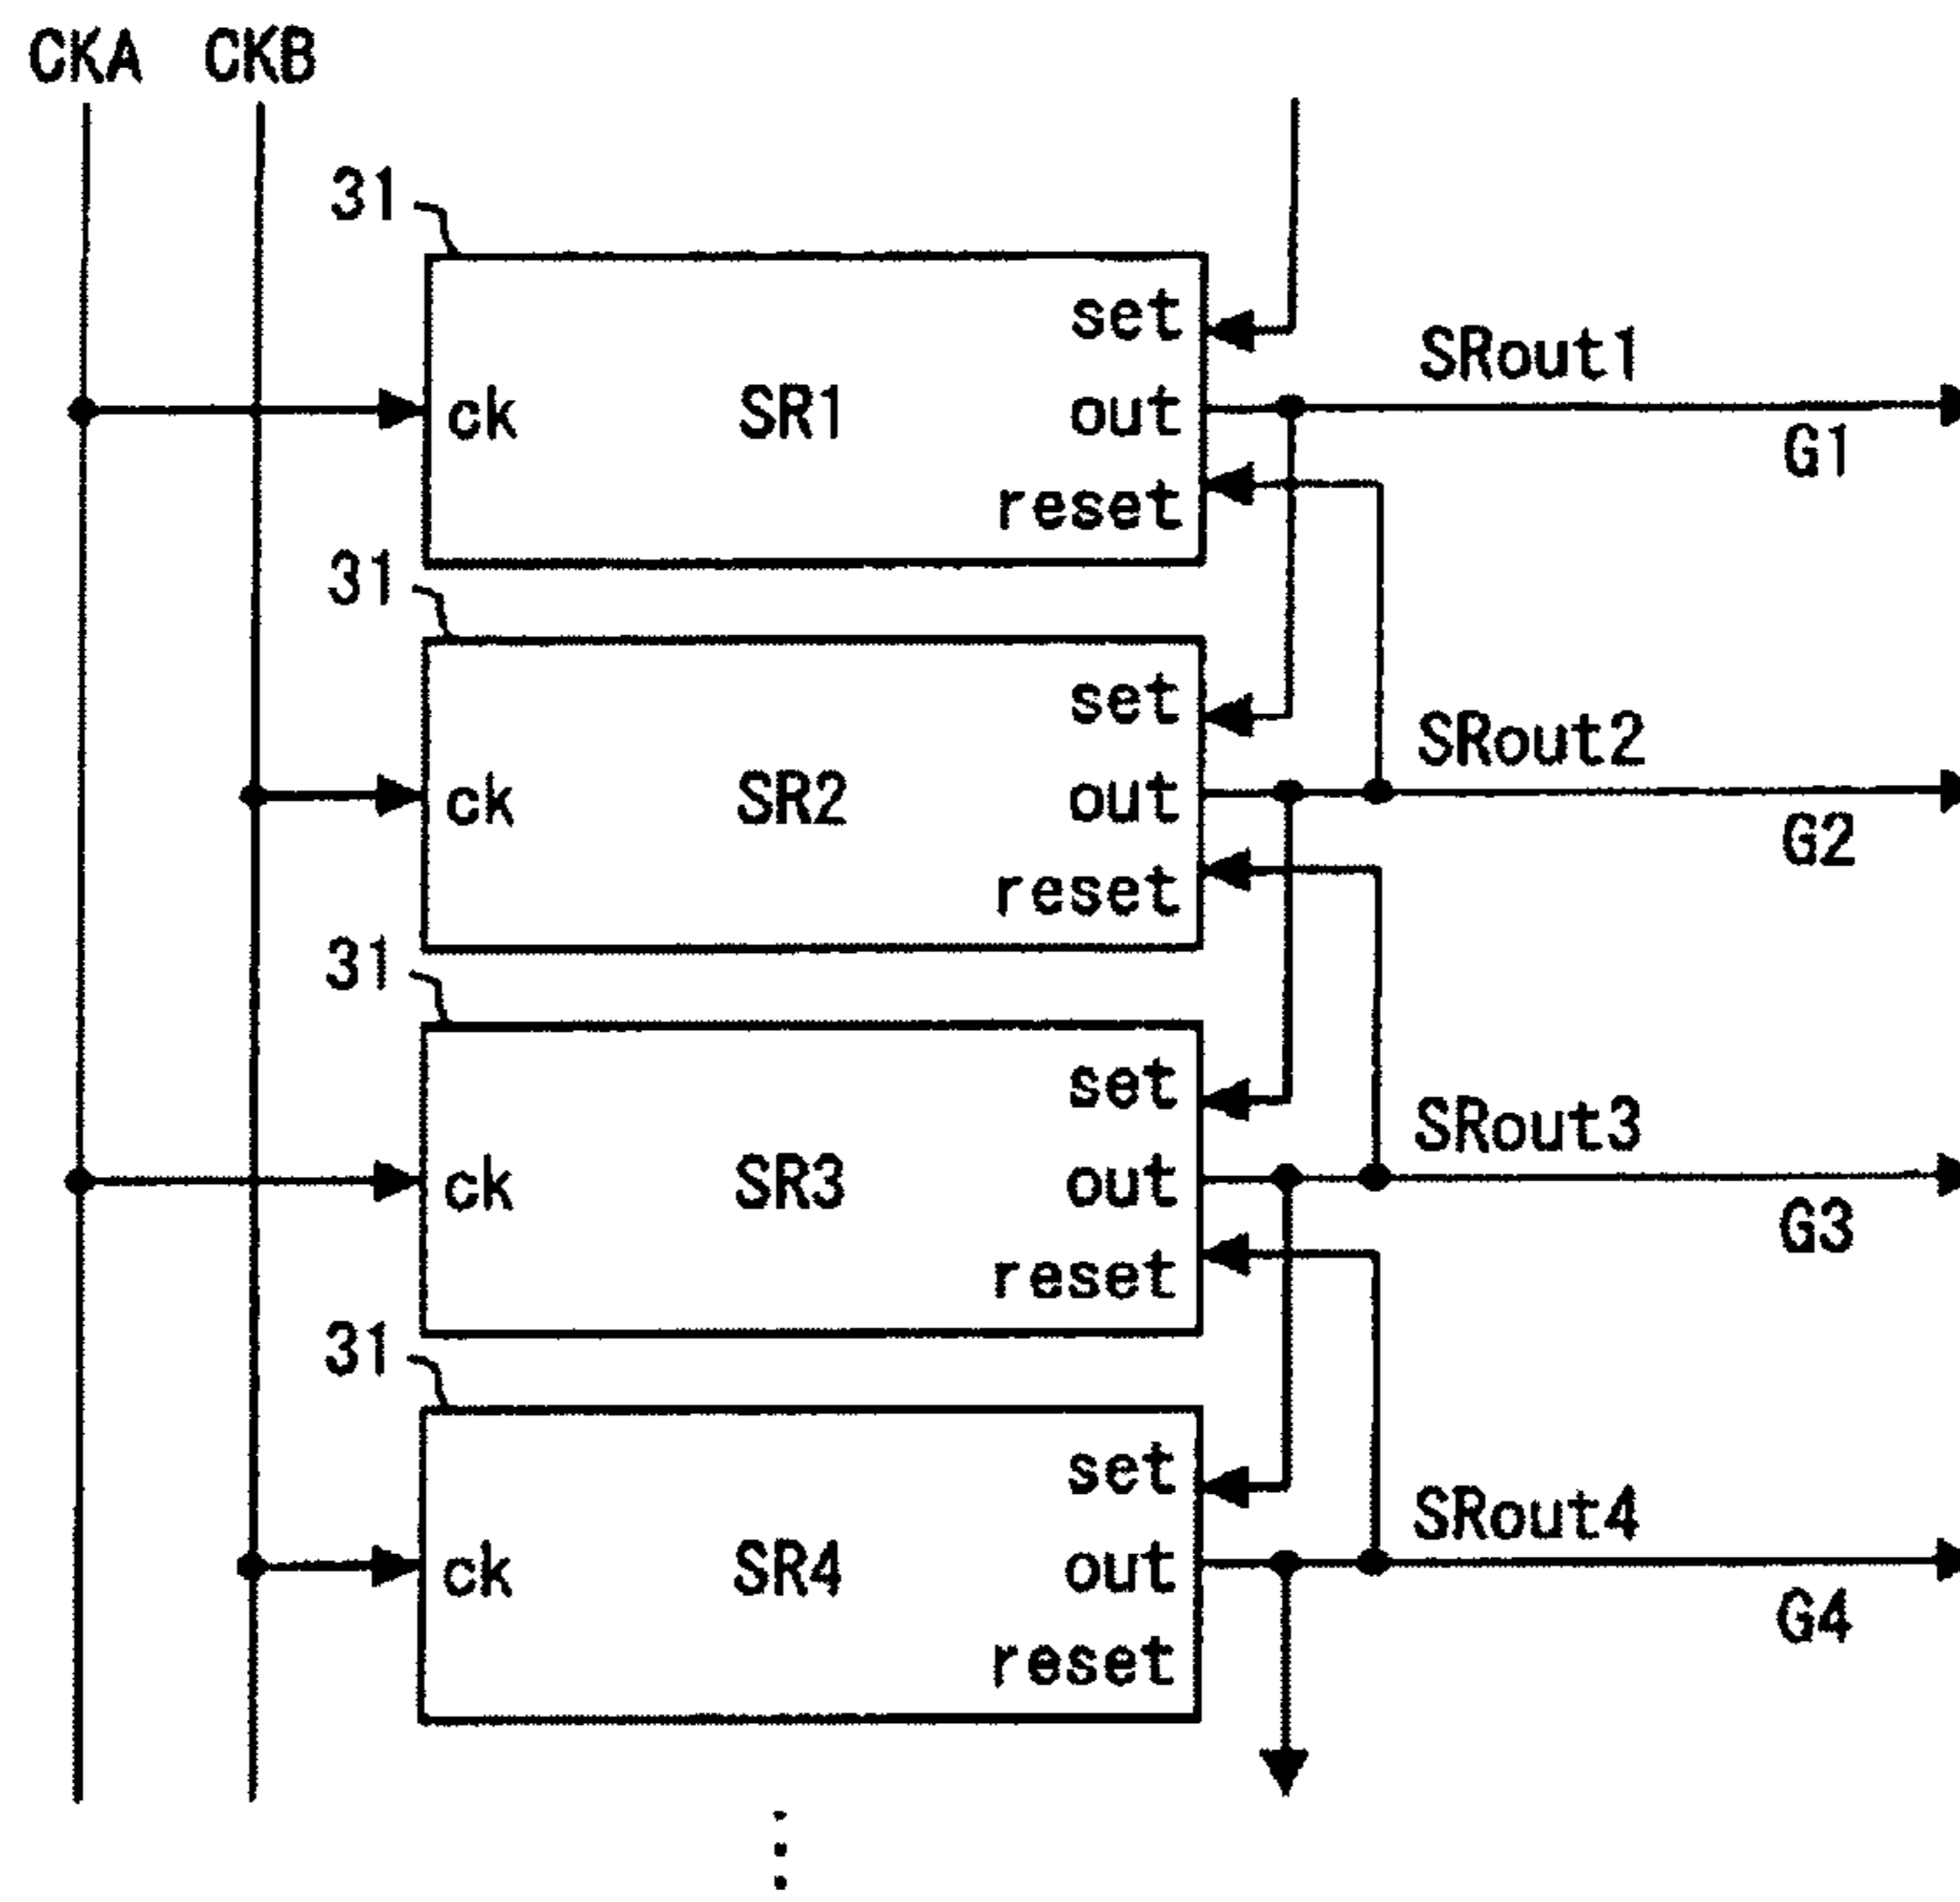 CKA CKB
31
set
SRout1
ck SR1 out
G1
reset
31
set
SRout2
ck SR2 out
G2
reset
31
set
SRout3
ck SR3 out
G3
reset
31
set
SRout4
ck SR4 out
G4
reset